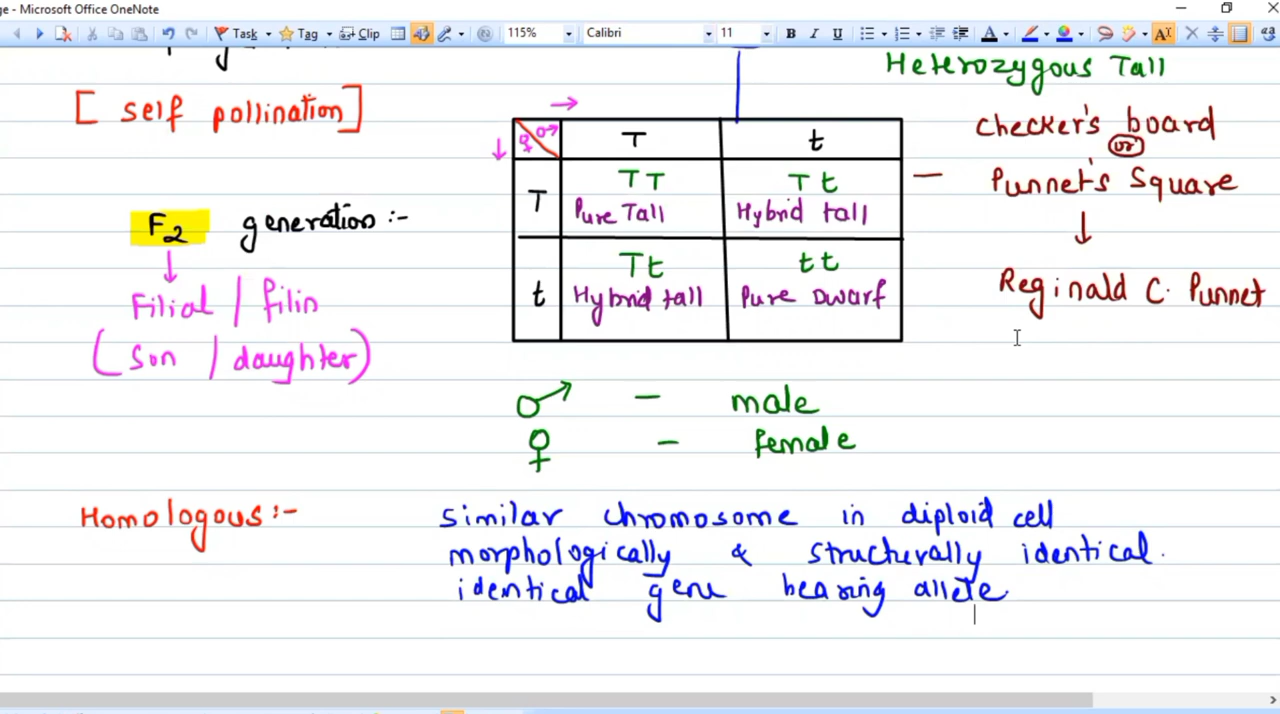 ge - Microsoft Office OneNote
Task Tag Clip 115% Calibri 11 B I U A
[ self pollination]
Heterozygous Tall
Checker's board
or
Punnet's Square
Reginald C. Punnet
♀ ♂ T t
T TT Tt
Pure Tall Hybrid tall
t Tt tt
Hybrid tall Pure Dwarf
F2 generation :-
Filial / filin
(Son / daughter)
♂ - male
♀ - female
Homologous :- Similar chromosome in diploid cell
morphologically & structurally identical.
identical gene bearing allele